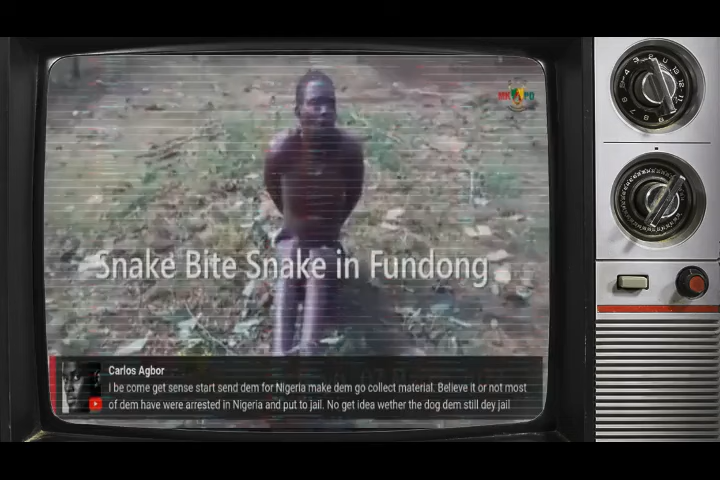 Snake Bite Snake in Fundong
Carlos Agbor
I be come get sense start send dem for Nigeria make dem go collect material. Believe it or not most
of dem have were arrested in Nigeria and put to jail. No get idea wether the dog dem still dey jail